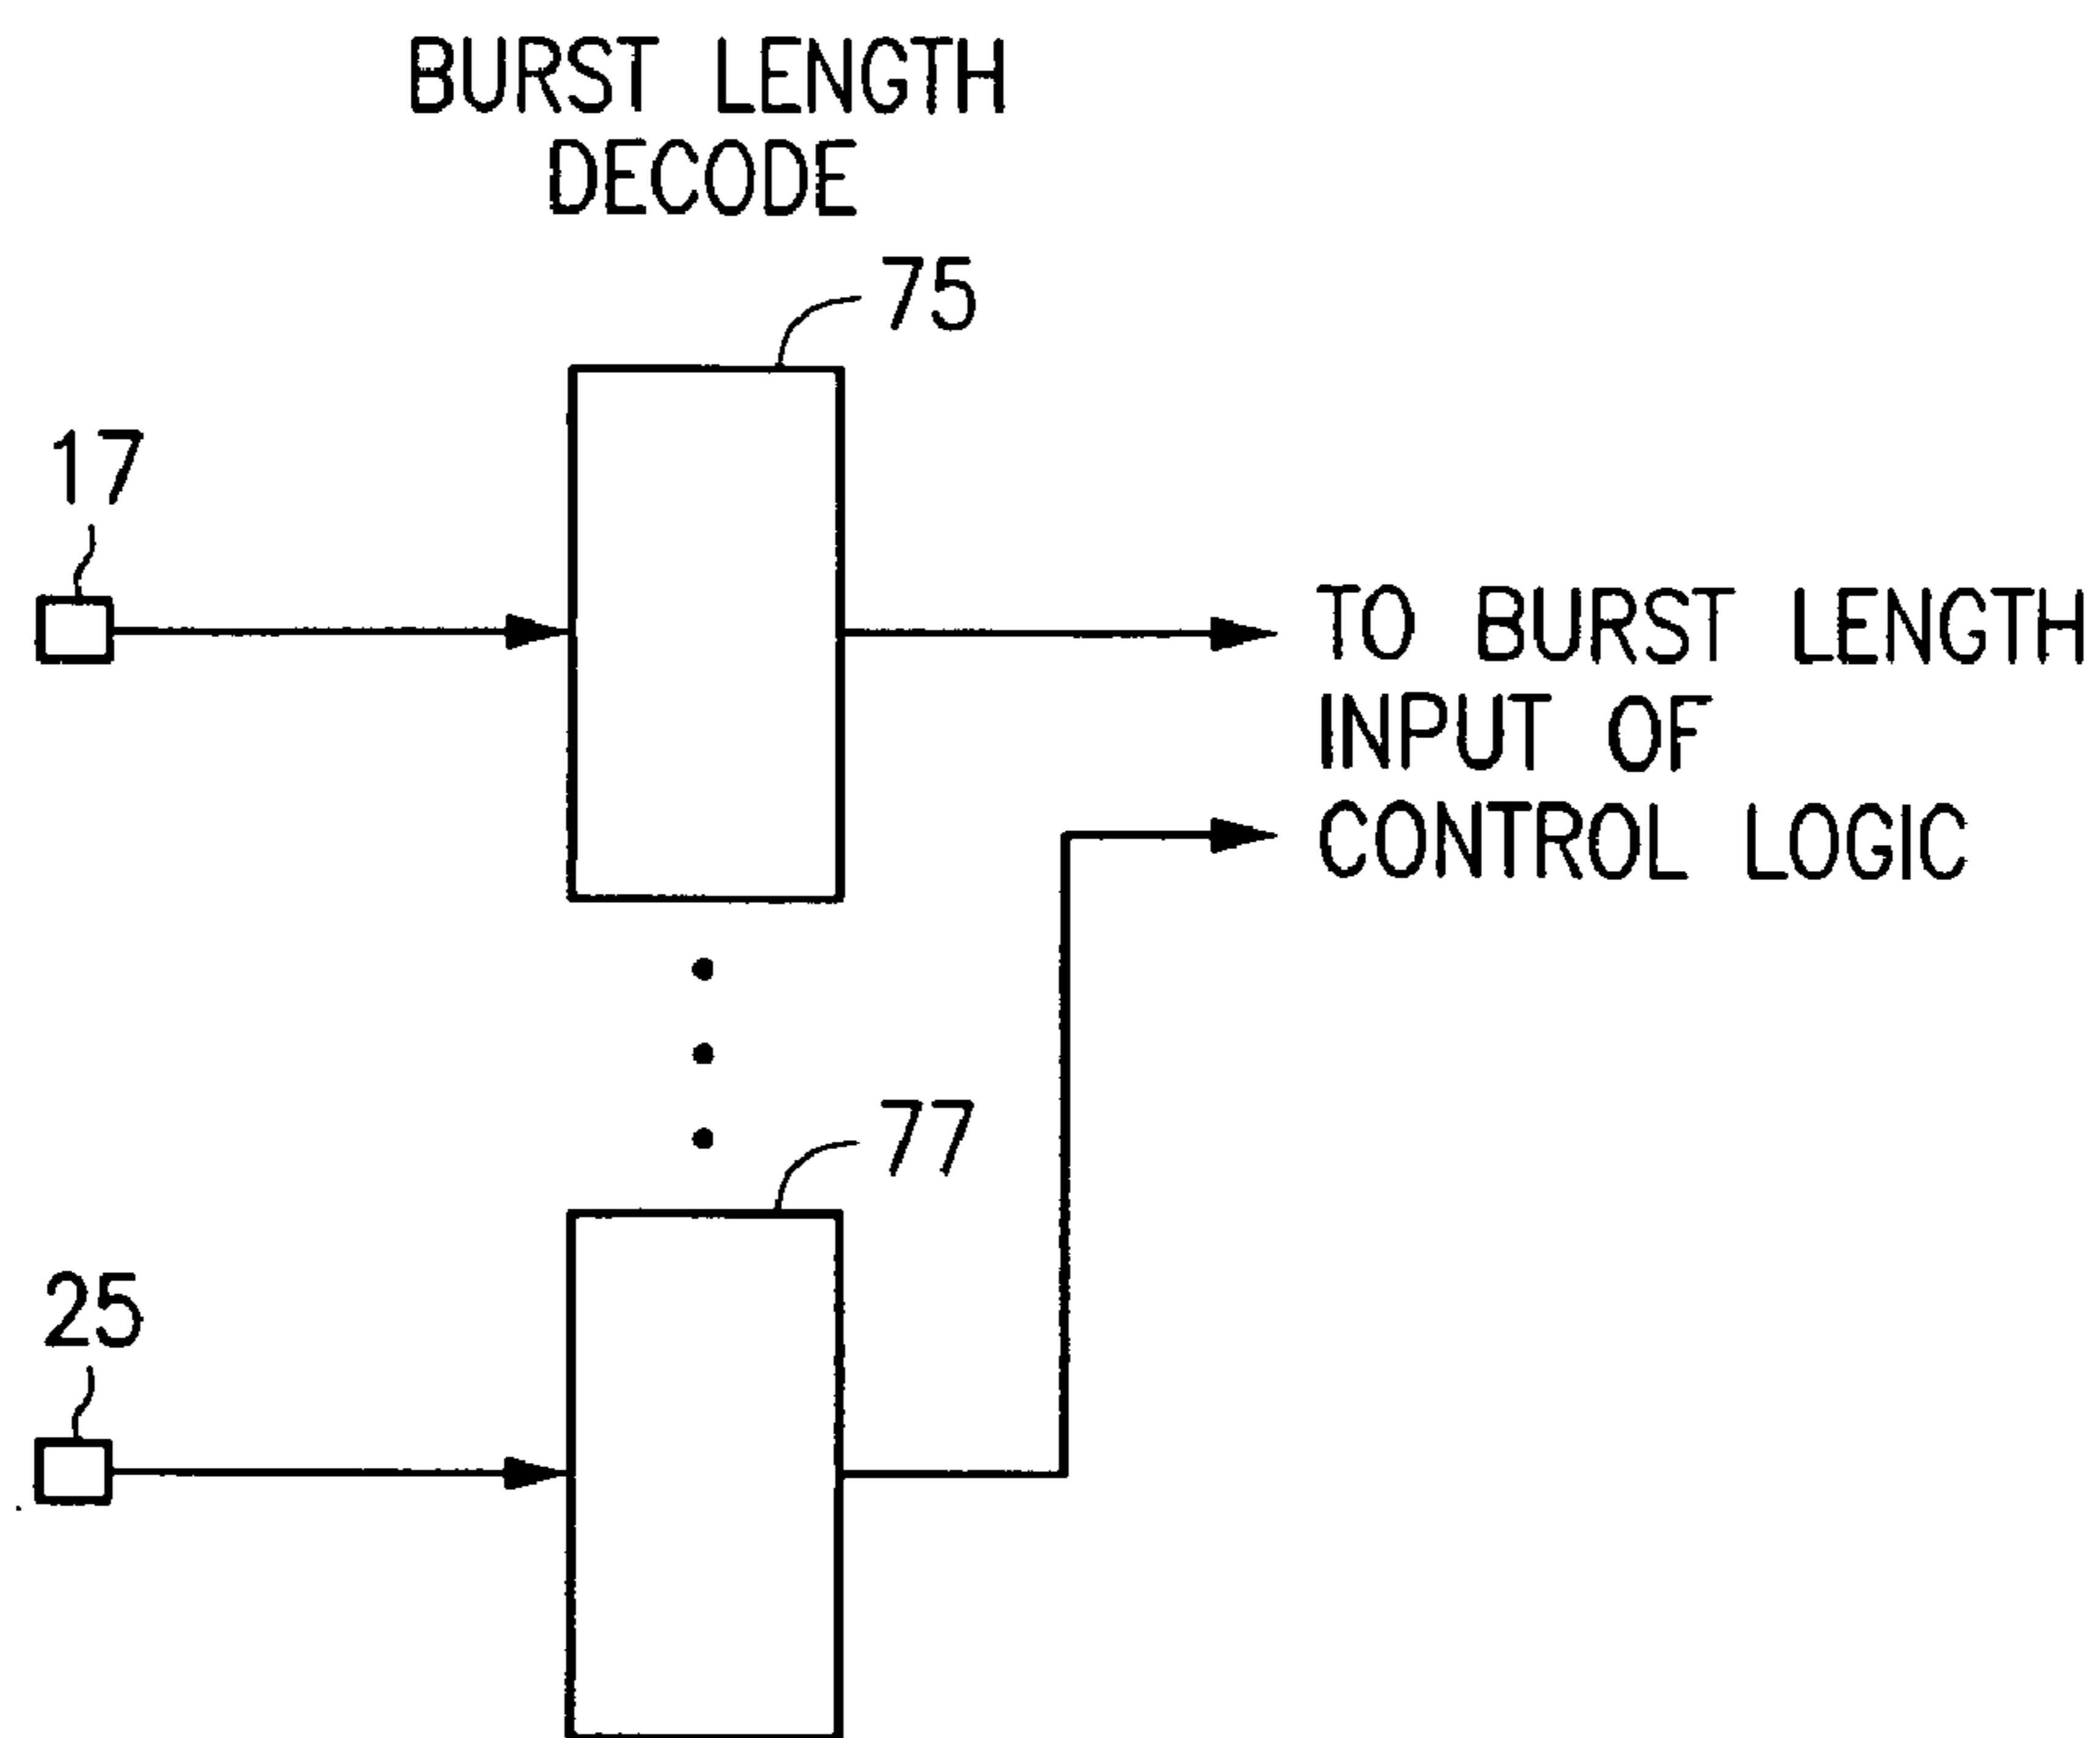 BURST LENGTH
DECODE
75
17
TO BURST LENGTH
INPUT OF
CONTROL LOGIC
77
25